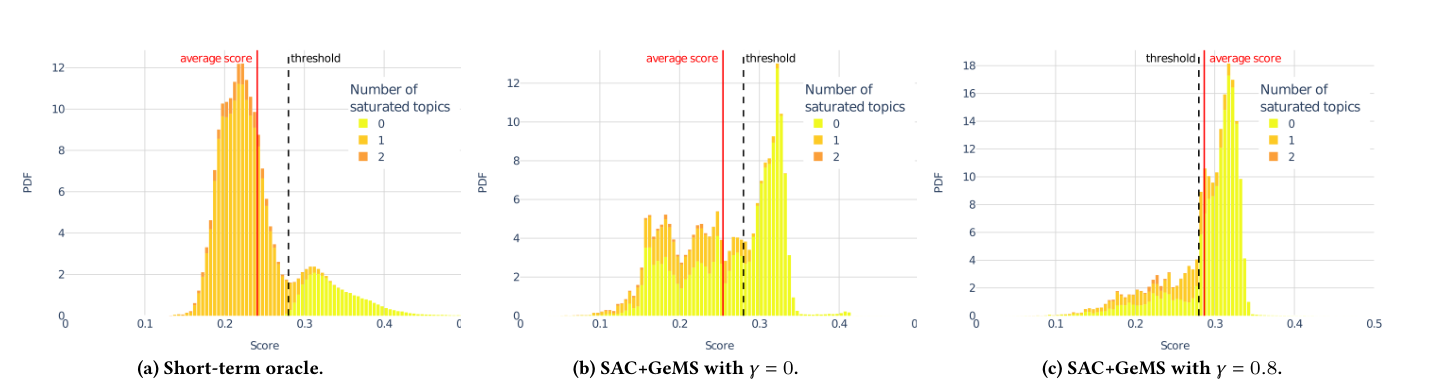 average score
threshold
12
10
8
6
4
2
0
PDF
Number of
saturated topics
0
1
2
0
0.1
0.2
0.3
0.4
0
Score
(a) Short-term oracle.
average score
threshold
12
10
8
6
4
2
0
PDF
Number of
saturated topics
0
1
2
0
0.1
0.2
0.3
0.4
0
Score
(b) SAC+GeMS with γ = 0.
threshold
average score
18
16
14
12
10
8
6
4
2
0
PDF
Number of
saturated topics
0
1
2
0
0.1
0.2
0.3
0.4
0.5
Score
(c) SAC+GeMS with γ = 0.8.